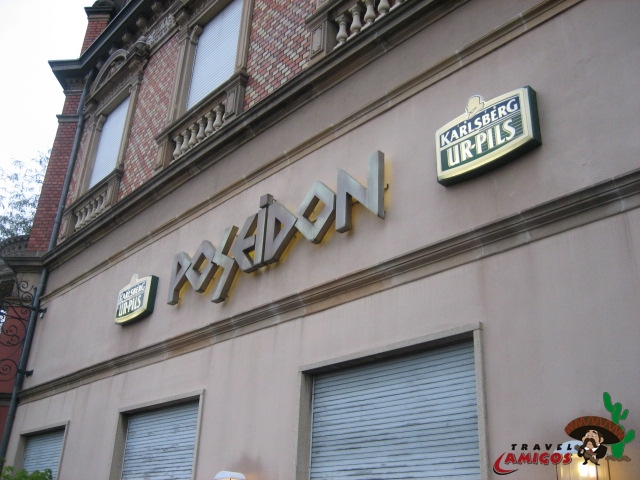 KARLSBERG
UR-PILS
POSEIDON
KARLSBERG
UR-PILS
TRAVEL
AMIGOS